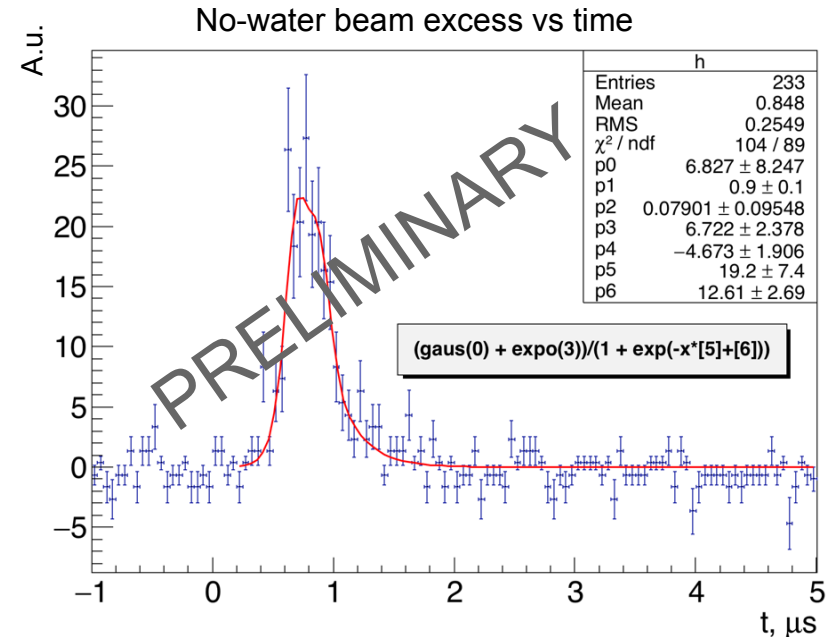 No-water beam excess vs time
A.u.
h
Entries 233
Mean 0.848
RMS 0.2549
χ² / ndf 104 / 89
p0 6.827 ± 8.247
p1 0.9 ± 0.1
p2 0.07901 ± 0.09548
p3 6.722 ± 2.378
p4 −4.673 ± 1.906
p5 19.2 ± 7.4
p6 12.61 ± 2.69
(gaus(0) + expo(3))/(1 + exp(-x*[5]+[6]))
PRELIMINARY
30
25
20
15
10
5
0
−5
−1 0 1 2 3 4 5
t, μs